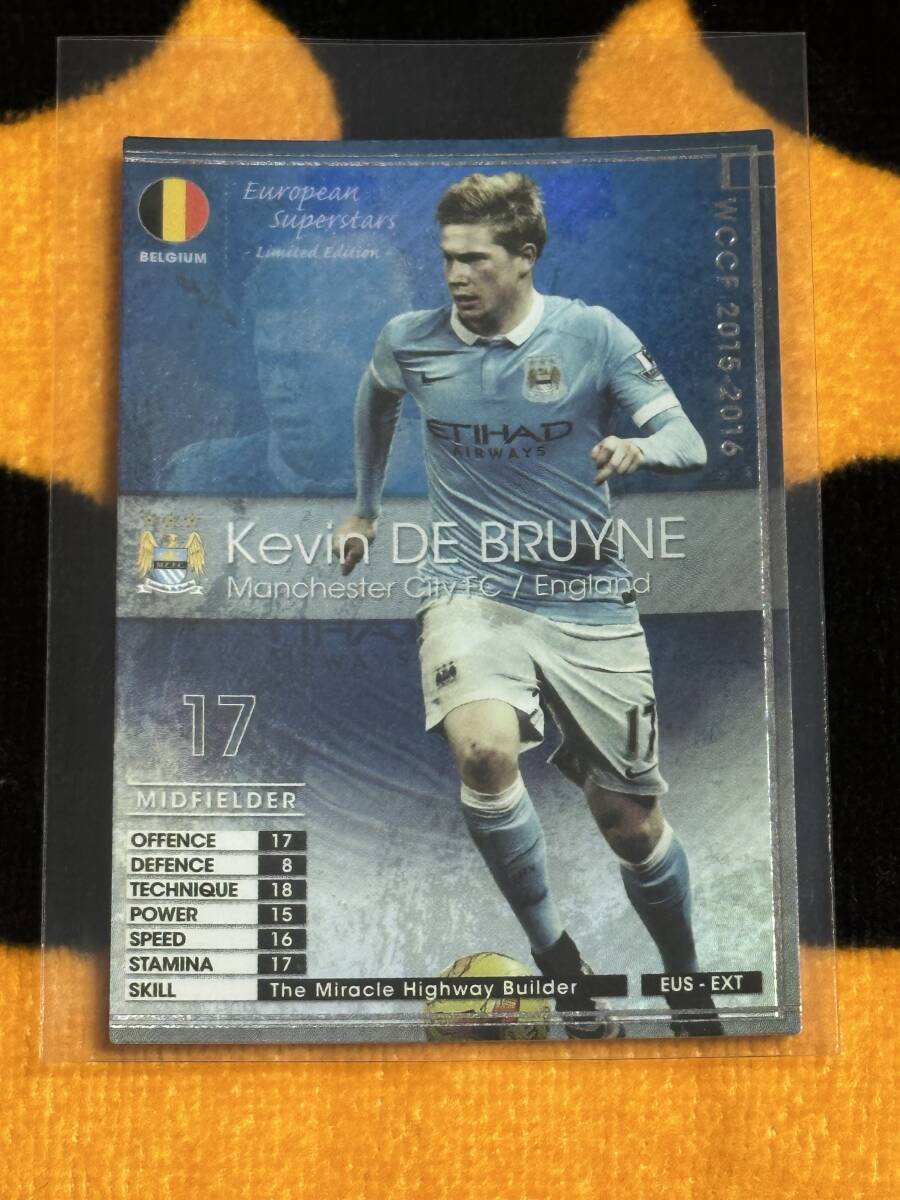 European
Superstars
- Limited Edition -
BELGIUM
WCCF 2015-2016
ETIHAD
AIRWAYS
M.C.F.C
Kevin DE BRUYNE
Manchester City FC / England
17
17
MIDFIELDER
OFFENCE 17
DEFENCE 8
TECHNIQUE 18
POWER 15
SPEED 16
STAMINA 17
SKILL The Miracle Highway Builder
EUS - EXT